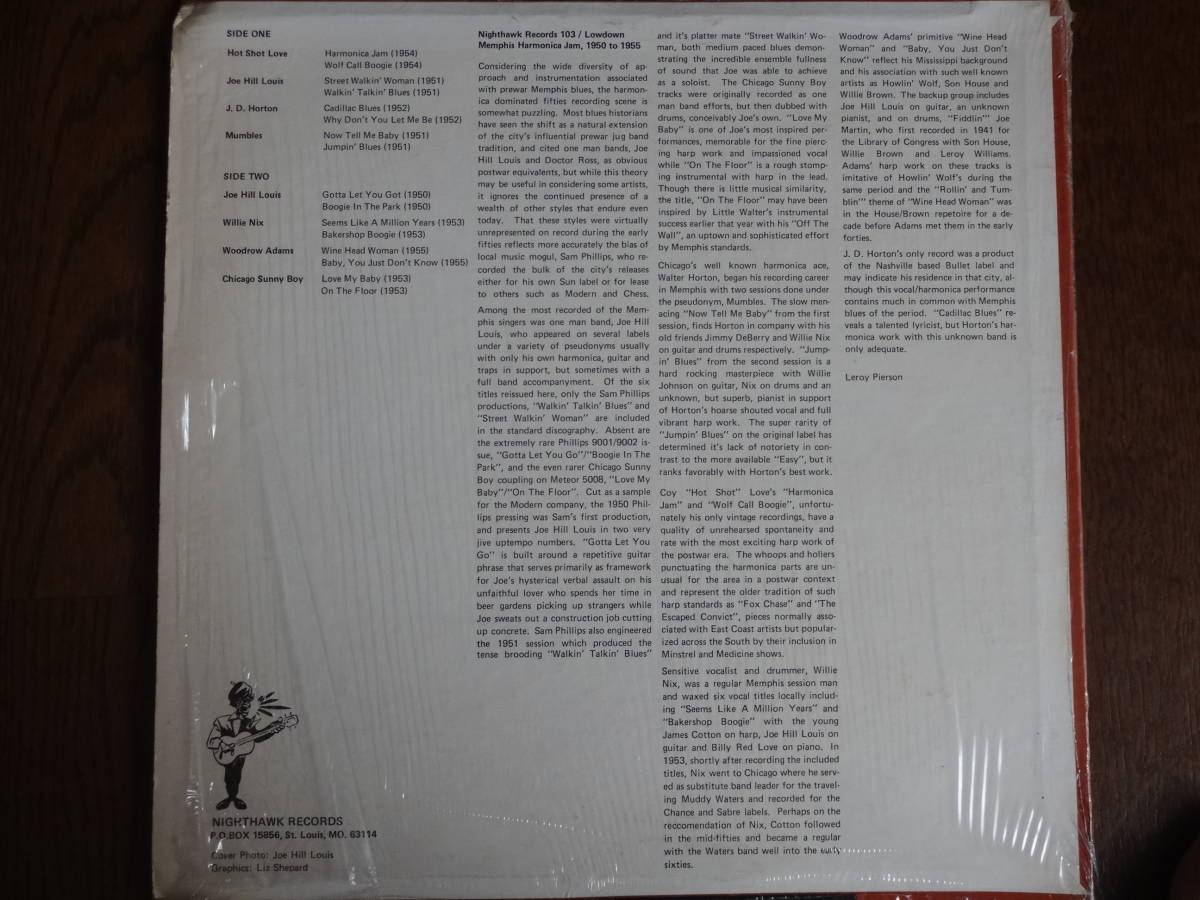 SIDE ONE
Hot Shot Love Harmonica Jam (1954)
Wolf Call Boogie (1954)
Joe Hill Louis Street Walkin' Woman (1951)
Walkin' Talkin' Blues (1951)
J. D. Horton Cadillac Blues (1952)
Why Don't You Let Me Be (1952)
Mumbles Now Tell Me Baby (1951)
Jumpin' Blues (1951)
SIDE TWO
Joe Hill Louis Gotta Let You Got (1950)
Boogie In The Park (1950)
Willie Nix Seems Like A Million Years (1953)
Bakershop Boogie (1953)
Woodrow Adams Wine Head Woman (1955)
Baby, You Just Don't Know (1955)
Chicago Sunny Boy Love My Baby (1953)
On The Floor (1953)
NIGHTHAWK RECORDS
P.O.BOX 15856, St. Louis, MO. 63114
Cover Photo: Joe Hill Louis
Graphics: Liz Shepard
Nighthawk Records 103 / Lowdown
Memphis Harmonica Jam, 1950 to 1955
Considering the wide diversity of ap-
proach and instrumentation associated
with prewar Memphis blues, the harmon-
ica dominated fifties recording scene is
somewhat puzzling. Most blues historians
have seen the shift as a natural extension
of the city's influential prewar jug band
tradition, and cited one man bands, Joe
Hill Louis and Doctor Ross, as obvious
postwar equivalents, but while this theory
may be useful in considering some artists,
it ignores the continued presence of a
wealth of other styles that endure even
today. That these styles were virtually
unrepresented on record during the early
fifties reflects more accurately the bias of
local music mogul, Sam Phillips, who re-
corded the bulk of the city's releases
either for his own Sun label or for lease
to others such as Modern and Chess.
Among the most recorded of the Mem-
phis singers was one man band, Joe Hill
Louis, who appeared on several labels
under a variety of pseudonyms usually
with only his own harmonica, guitar and
traps in support, but sometimes with a
full band accompanyment. Of the six
titles reissued here, only the Sam Phillips
productions, "Walkin' Talkin' Blues" and
"Street Walkin' Woman" are included
in the standard discography. Absent are
the extremely rare Phillips 9001/9002 is-
sue, "Gotta Let You Go"/"Boogie In The
Park", and the even rarer Chicago Sunny
Boy coupling on Meteor 5008, "Love My
Baby"/"On The Floor". Cut as a sample
for the Modern company, the 1950 Phil-
lips pressing was Sam's first production,
and presents Joe Hill Louis in two very
jive uptempo numbers. "Gotta Let You
Go" is built around a repetitive guitar
phrase that serves primarily as framework
for Joe's hysterical verbal assault on his
unfaithful lover who spends her time in
beer gardens picking up strangers while
Joe sweats out a construction job cutting
up concrete. Sam Phillips also engineered
the 1951 session which produced the
tense brooding "Walkin' Talkin' Blues"
and it's platter mate "Street Walkin' Wo-
man, both medium paced blues demon-
strating the incredible ensemble fullness
of sound that Joe was able to achieve
as a soloist. The Chicago Sunny Boy
tracks were originally recorded as one
man band efforts, but then dubbed with
drums, conceivably Joe's own. "Love My
Baby" is one of Joe's most inspired per-
formances, memorable for the fine pierc-
ing harp work and impassioned vocal
while "On The Floor" is a rough stomp-
ing instrumental with harp in the lead.
Though there is little musical similarity,
the title, "On The Floor" may have been
inspired by Little Walter's instrumental
success earlier that year with his "Off The
Wall", an uptown and sophisticated effort
by Memphis standards.
Chicago's well known harmonica ace,
Walter Horton, began his recording career
in Memphis with two sessions done under
the pseudonym, Mumbles. The slow men-
acing "Now Tell Me Baby" from the first
session, finds Horton in company with his
old friends Jimmy DeBerry and Willie Nix
on guitar and drums respectively. "Jump-
in' Blues" from the second session is a
hard rocking masterpiece with Willie
Johnson on guitar, Nix on drums and an
unknown, but superb, pianist in support
of Horton's hoarse shouted vocal and full
vibrant harp work. The super rarity of
"Jumpin' Blues" on the original label has
determined it's lack of notoriety in con-
trast to the more available "Easy", but it
ranks favorably with Horton's best work.
Coy "Hot Shot" Love's "Harmonica
Jam" and "Wolf Call Boogie", unfortu-
nately his only vintage recordings, have a
quality of unrehearsed spontaneity and
rate with the most exciting harp work of
the postwar era. The whoops and hollers
punctuating the harmonica parts are un-
usual for the area in a postwar context
and represent the older tradition of such
harp standards as "Fox Chase" and "The
Escaped Convict", pieces normally asso-
ciated with East Coast artists but popular-
ized across the South by their inclusion in
Minstrel and Medicine shows.
Sensitive vocalist and drummer, Willie
Nix, was a regular Memphis session man
and waxed six vocal titles locally includ-
ing "Seems Like A Million Years" and
"Bakershop Boogie" with the young
James Cotton on harp, Joe Hill Louis on
guitar and Billy Red Love on piano. In
1953, shortly after recording the included
titles, Nix went to Chicago where he serv-
ed as substitute band leader for the travel-
ing Muddy Waters and recorded for the
Chance and Sabre labels. Perhaps on the
reccomendation of Nix, Cotton followed
in the mid-fifties and became a regular
with the Waters band well into the early
sixties.
Woodrow Adams' primitive "Wine Head
Woman" and "Baby, You Just Don't
Know" reflect his Mississippi background
and his association with such well known
artists as Howlin' Wolf, Son House and
Willie Brown. The backup group includes
Joe Hill Louis on guitar, an unknown
pianist, and on drums, "Fiddlin'" Joe
Martin, who first recorded in 1941 for
the Library of Congress with Son House,
Willie Brown and Leroy Williams.
Adams' harp work on these tracks is
imitative of Howlin' Wolf's during the
same period and the "Rollin' and Tum-
blin'" theme of "Wine Head Woman" was
in the House/Brown repetoire for a de-
cade before Adams met them in the early
forties.
J. D. Horton's only record was a product
of the Nashville based Bullet label and
may indicate his residence in that city, al-
though this vocal/harmonica performance
contains much in common with Memphis
blues of the period. "Cadillac Blues" re-
veals a talented lyricist, but Horton's har-
monica work with this unknown band is
only adequate.
Leroy Pierson